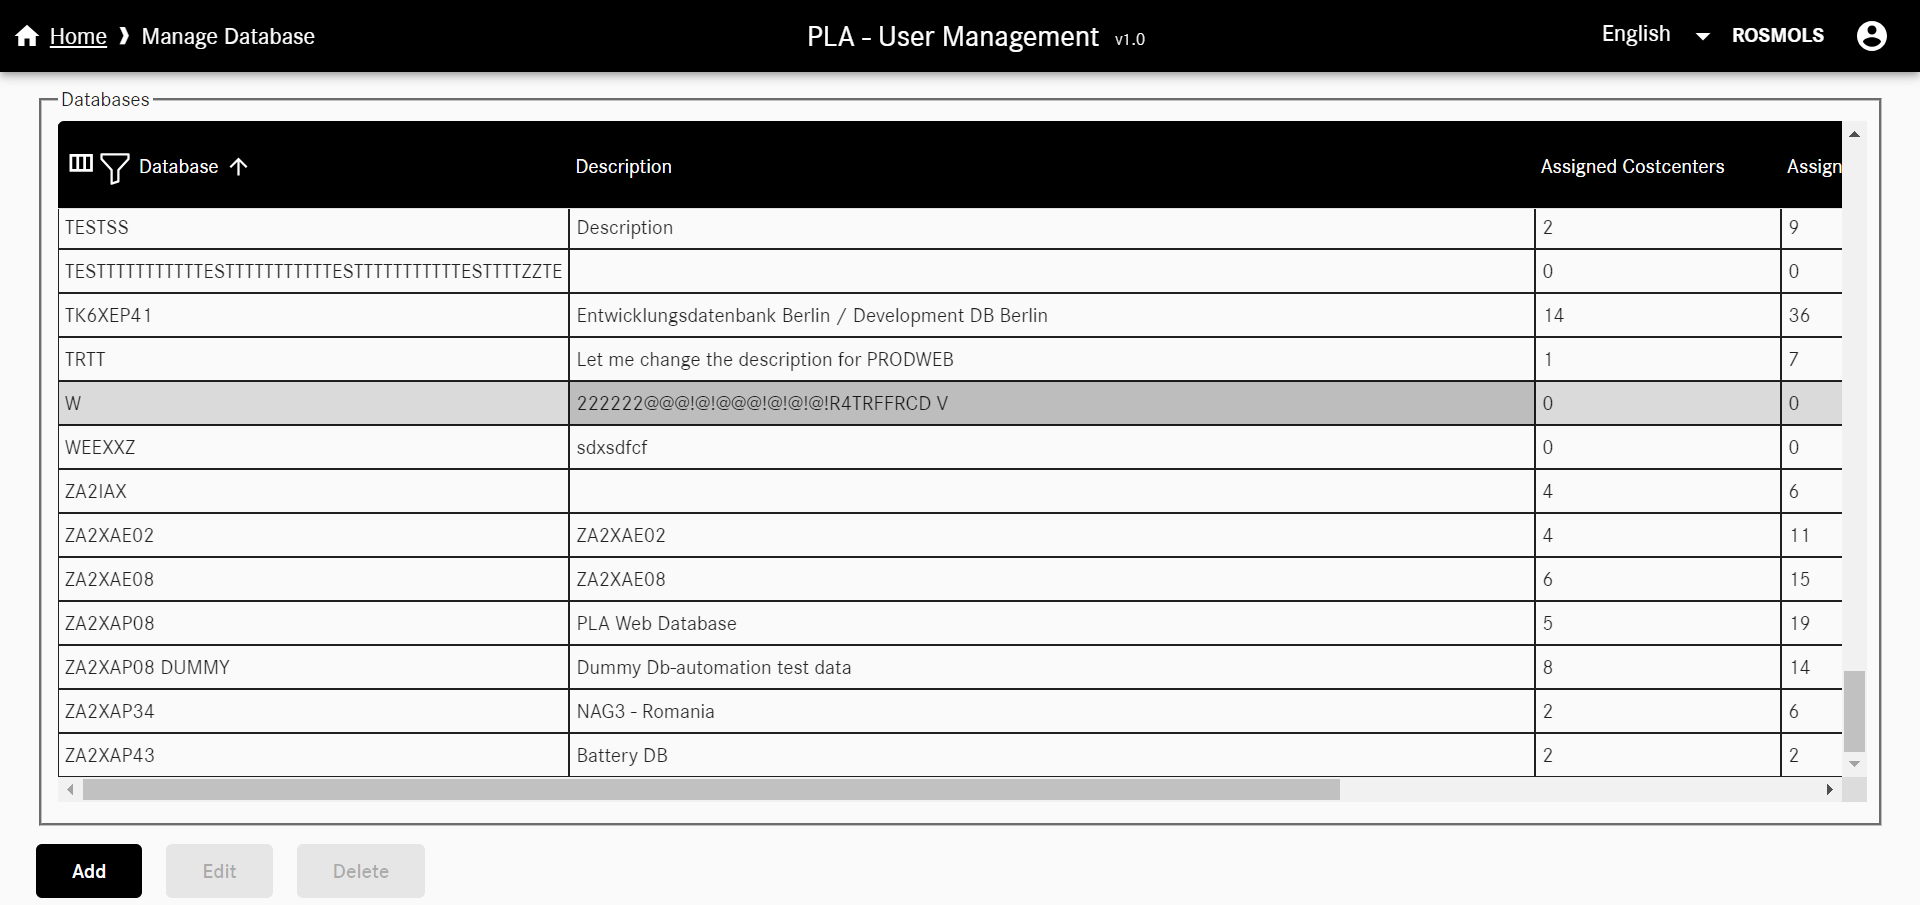 Home ❱ Manage Database
PLA - User Management v1.0
English
ROSMOLS
Databases
Database Description Assigned Costcenters Assign
TESTSS Description 2 9
TESTTTTTTTTTTESTTTTTTTTTTESTTTTTTTTTTESTTTTZZTE 0 0
TK6XEP41 Entwicklungsdatenbank Berlin / Development DB Berlin 14 36
TRTT Let me change the description for PRODWEB 1 7
W 222222@@@!@!@@@!@!@!@!R4TRFFRCD V 0 0
WEEXXZ sdxsdfcf 0 0
ZA2IAX 4 6
ZA2XAE02 ZA2XAE02 4 11
ZA2XAE08 ZA2XAE08 6 15
ZA2XAP08 PLA Web Database 5 19
ZA2XAP08 DUMMY Dummy Db-automation test data 8 14
ZA2XAP34 NAG3 - Romania 2 6
ZA2XAP43 Battery DB 2 2
Add Edit Delete